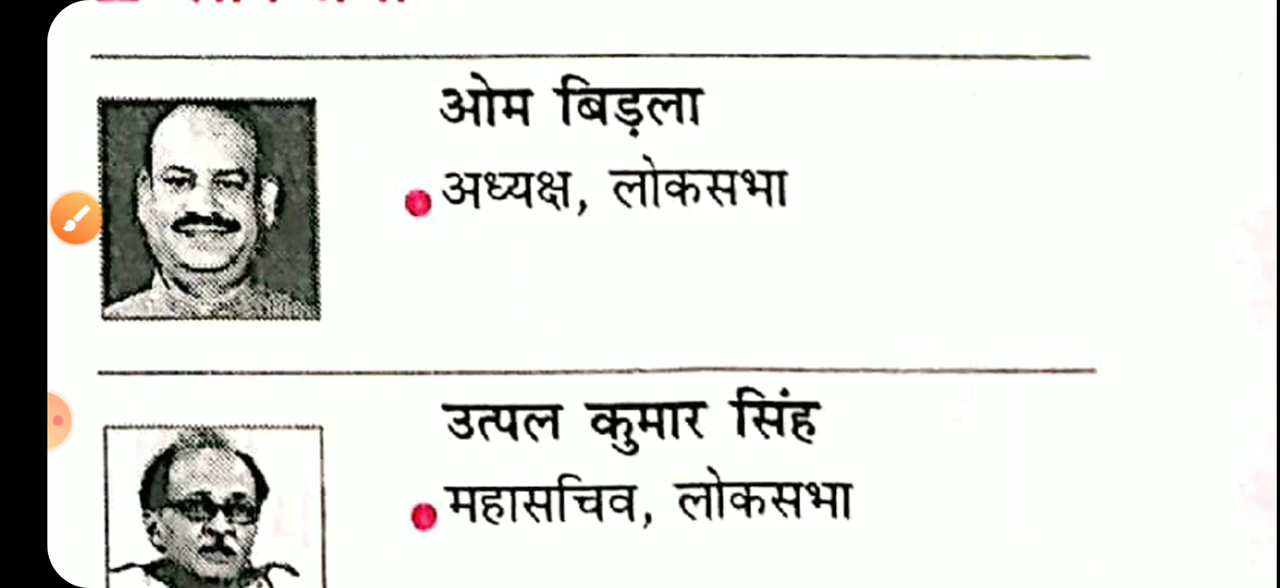 ओम बिड़ला
अध्यक्ष, लोकसभा
उत्पल कुमार सिंह
महासचिव, लोकसभा